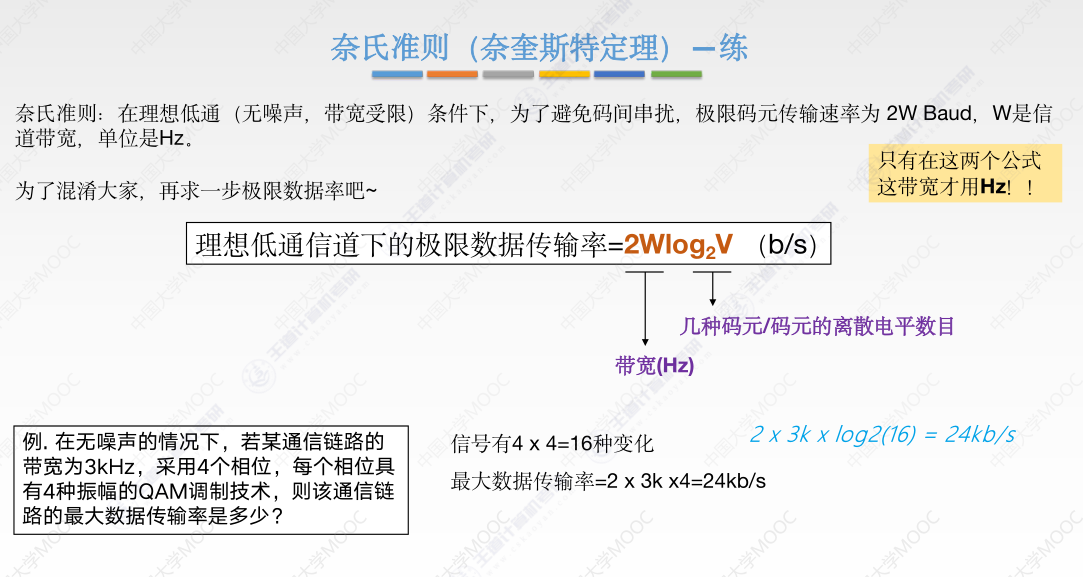 奈氏准则（奈奎斯特定理）－练
奈氏准则：在理想低通（无噪声，带宽受限）条件下，为了避免码间串扰，极限码元传输速率为 2W Baud，W是信
道带宽，单位是Hz。
只有在这两个公式
这带宽才用Hz！！
为了混淆大家，再求一步极限数据率吧~
理想低通信道下的极限数据传输率=2Wlog₂V （b/s）
几种码元/码元的离散电平数目
带宽(Hz)
例. 在无噪声的情况下，若某通信链路的
带宽为3kHz，采用4个相位，每个相位具
有4种振幅的QAM调制技术，则该通信链
路的最大数据传输率是多少？
信号有4 x 4=16种变化
最大数据传输率=2 x 3k x4=24kb/s
2 x 3k x log2(16) = 24kb/s
中国大学MOOC
王道计算机考研